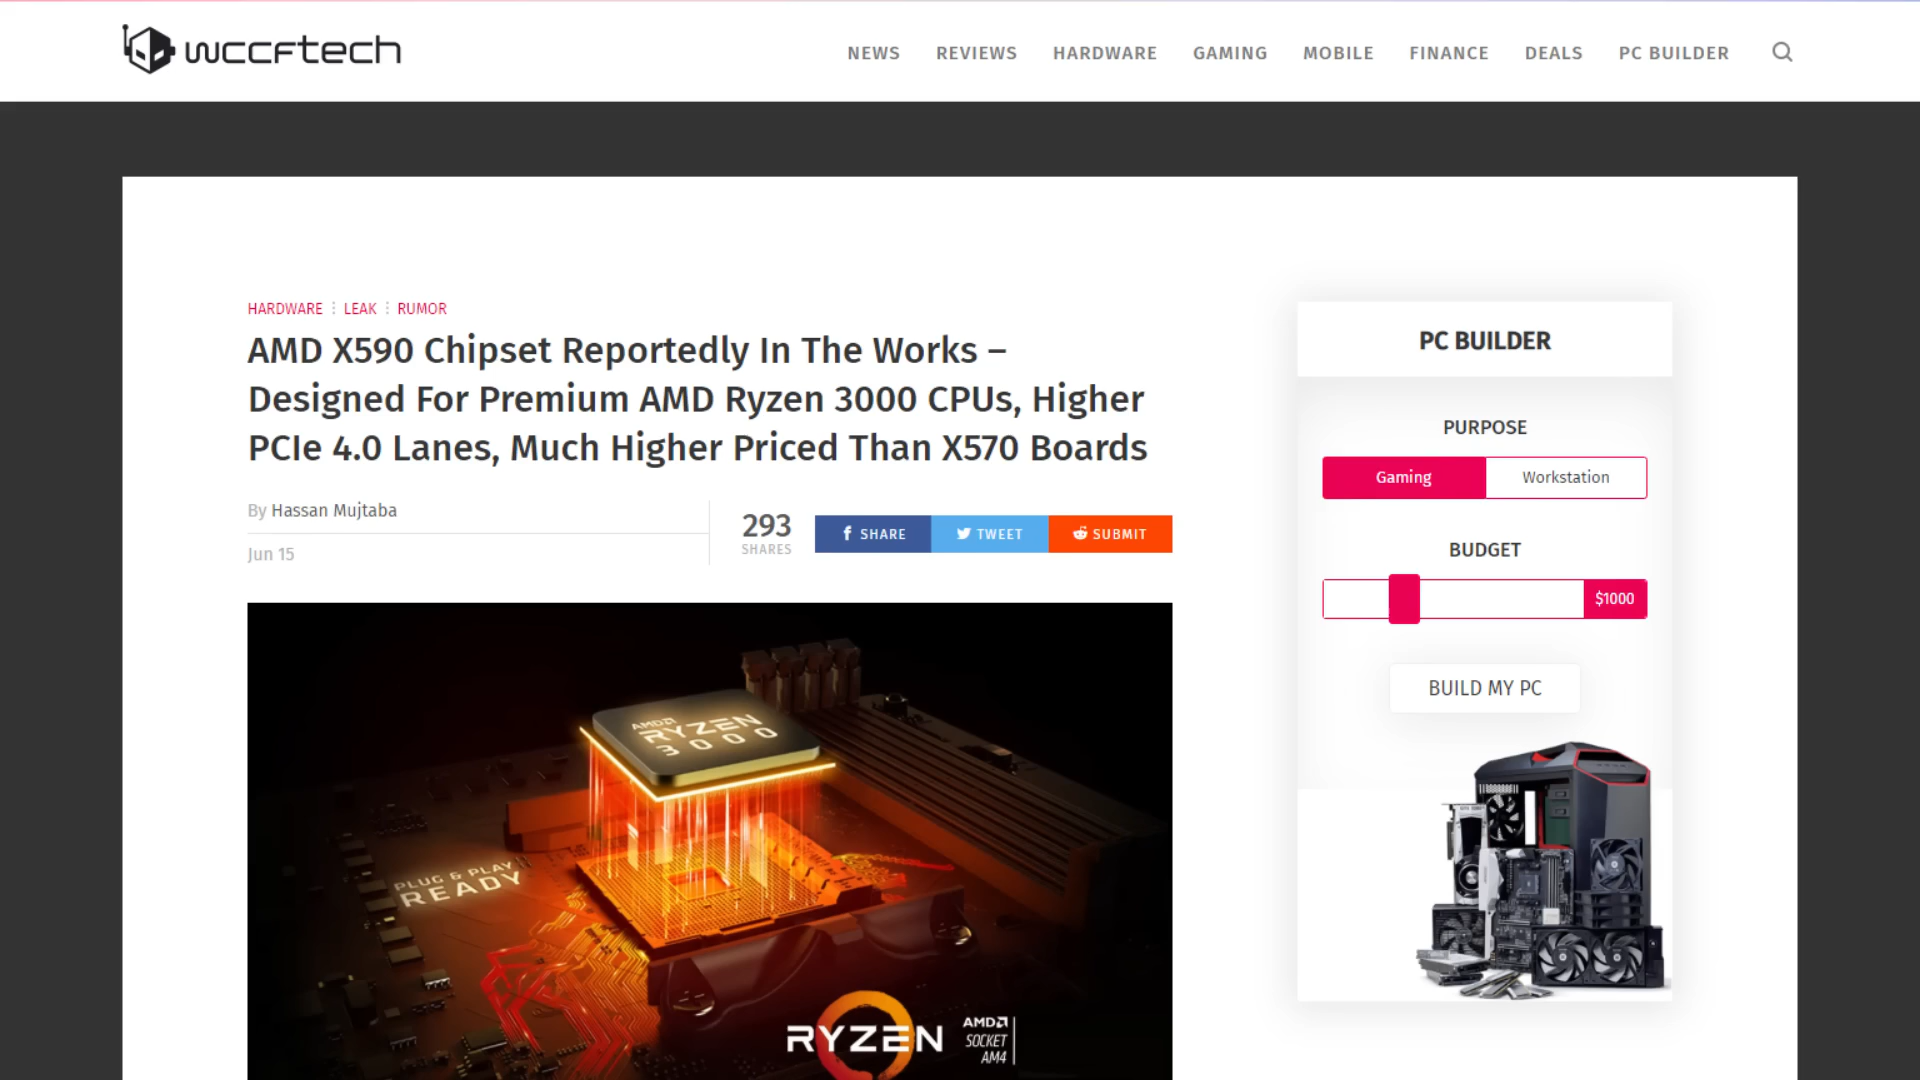 wccftech
NEWS REVIEWS HARDWARE GAMING MOBILE FINANCE DEALS PC BUILDER
HARDWARE LEAK RUMOR
AMD X590 Chipset Reportedly In The Works –
Designed For Premium AMD Ryzen 3000 CPUs, Higher
PCIe 4.0 Lanes, Much Higher Priced Than X570 Boards
By Hassan Mujtaba
Jun 15
293
SHARES
SHARE TWEET SUBMIT
AMD
RYZEN
3000
PLUG & PLAY
READY
RYZEN
AMD
SOCKET
AM4
PC BUILDER
PURPOSE
Gaming Workstation
BUDGET
$1000
BUILD MY PC